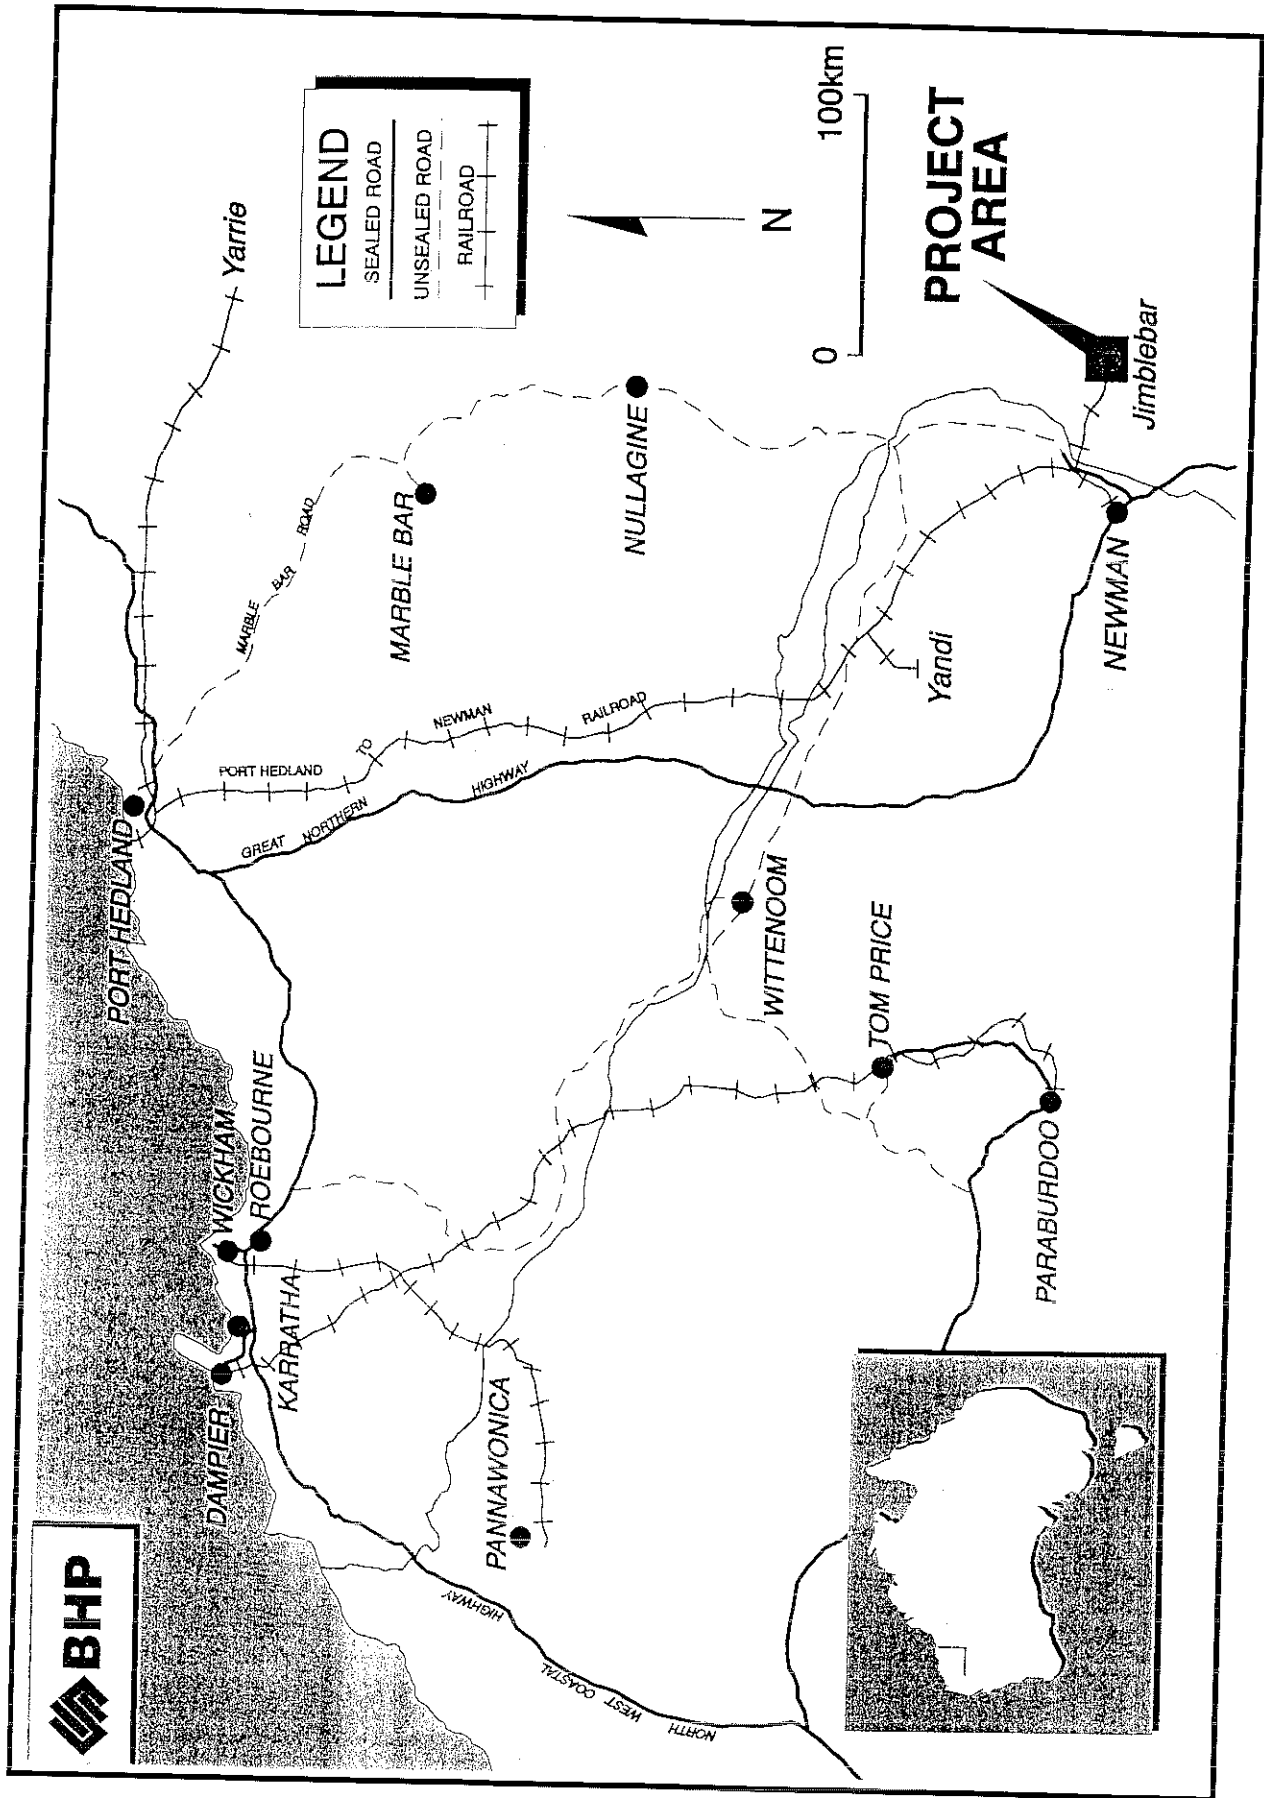 BHP
DAMPIER
KARRATHA
WICKHAM
ROEBOURNE
PORT HEDLAND
Yarrie
LEGEND
SEALED ROAD
UNSEALED ROAD
RAILROAD
MARBLE BAR ROAD
PORT HEDLAND TO NEWMAN RAILROAD
GREAT NORTHERN HIGHWAY
MARBLE BAR
NULLAGINE
N
0 100km
PANNAWONICA
NORTH WEST COASTAL HIGHWAY
WITTENOOM
TOM PRICE
PARABURDOO
Yandi
NEWMAN
PROJECT
AREA
Jimblebar